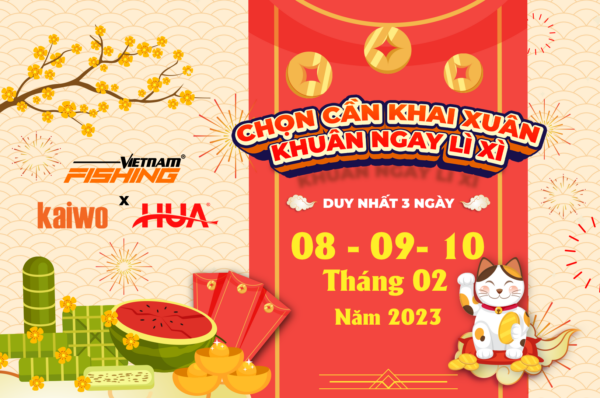 CHỌN CẦN KHAI XUÂN
KHUÂN NGAY LÌ XÌ
VIETNAM®
FISHING
x
kaiwo
HUA®
DUY NHẤT 3 NGÀY
08 - 09- 10
Tháng 02
Năm 2023